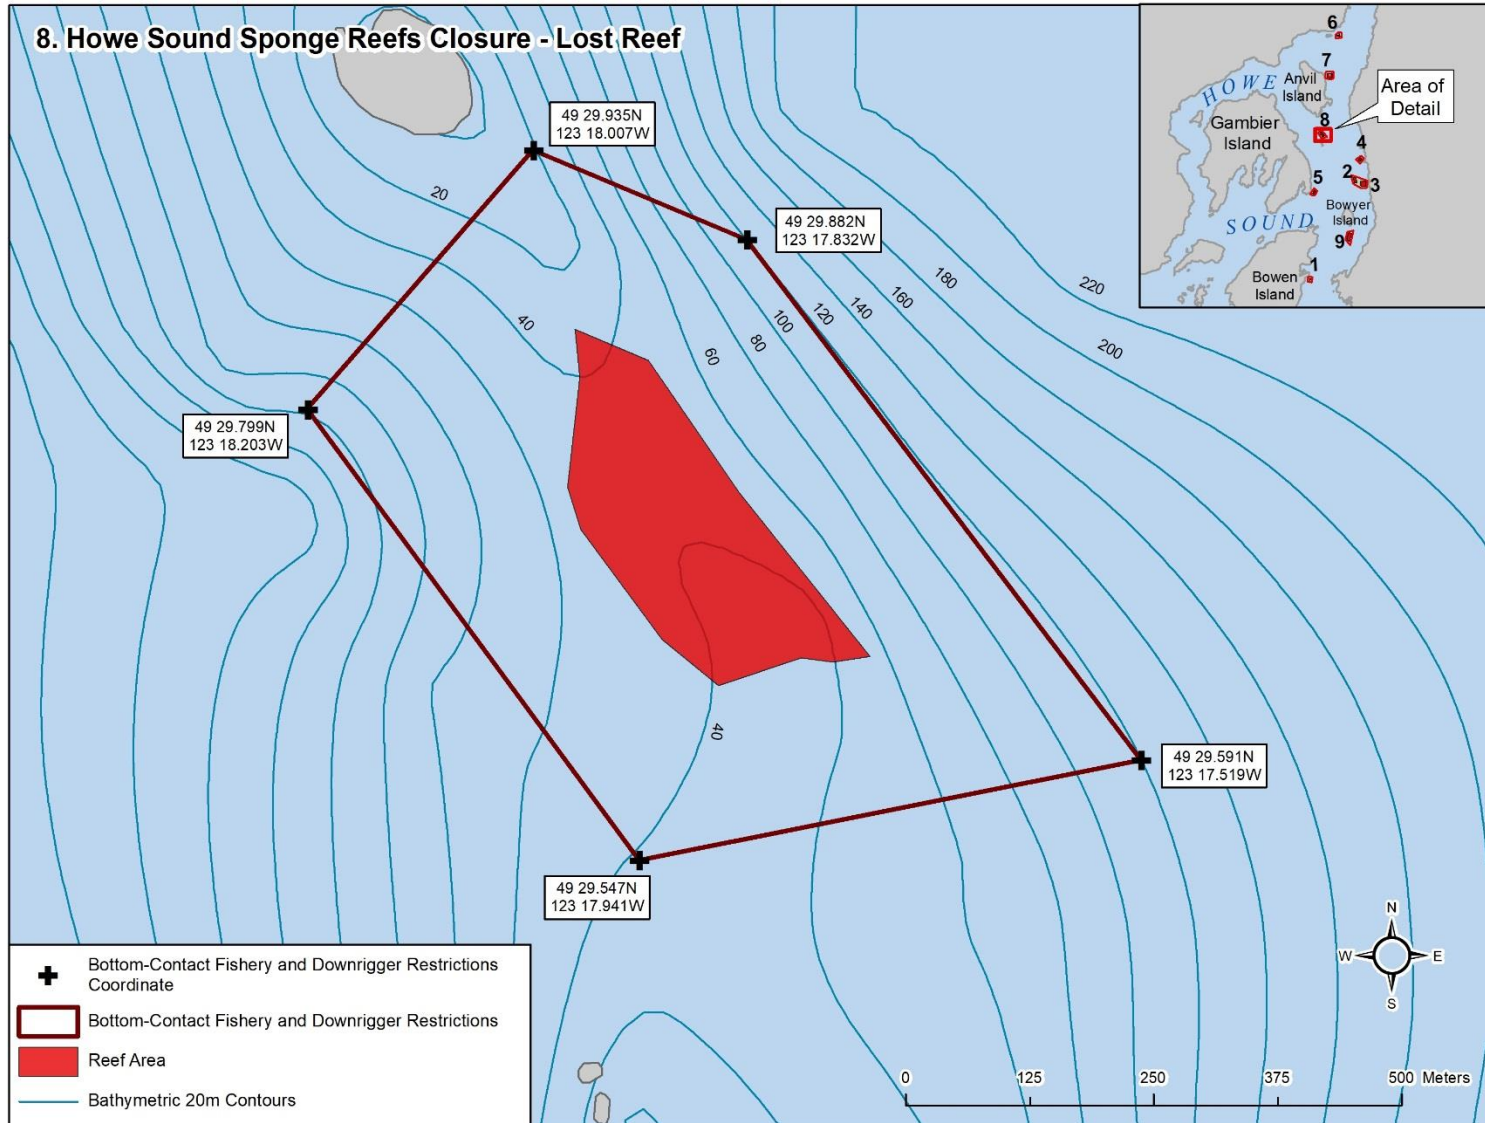 8. Howe Sound Sponge Reefs Closure - Lost Reef
6
7
HOWE
Anvil
Island
Area of
Detail
Gambier
Island
8
4
2
3
5
Bowyer
Island
SOUND
9
1
Bowen
Island
49 29.935N
123 18.007W
49 29.882N
123 17.832W
20
40
60
80
100
120
140
160
180
200
220
49 29.799N
123 18.203W
40
49 29.591N
123 17.519W
49 29.547N
123 17.941W
N
W
E
S
Bottom-Contact Fishery and Downrigger Restrictions
Coordinate
Bottom-Contact Fishery and Downrigger Restrictions
Reef Area
Bathymetric 20m Contours
0 125 250 375 500 Meters